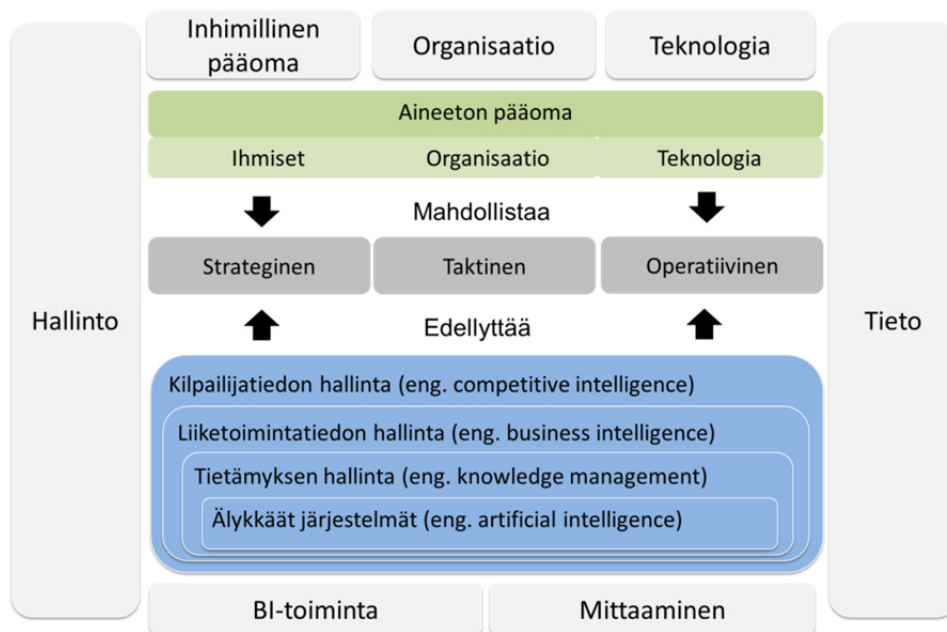 Inhimillinen
pääoma
Organisaatio
Teknologia
Aineeton pääoma
Ihmiset
Organisaatio
Teknologia
Mahdollistaa
Strateginen
Taktinen
Operatiivinen
Hallinto
Edellyttää
Tieto
Kilpailijatiedon hallinta (eng. competitive intelligence)
Liiketoimintatiedon hallinta (eng. business intelligence)
Tietämyksen hallinta (eng. knowledge management)
Älykkäät järjestelmät (eng. artificial intelligence)
BI-toiminta
Mittaaminen